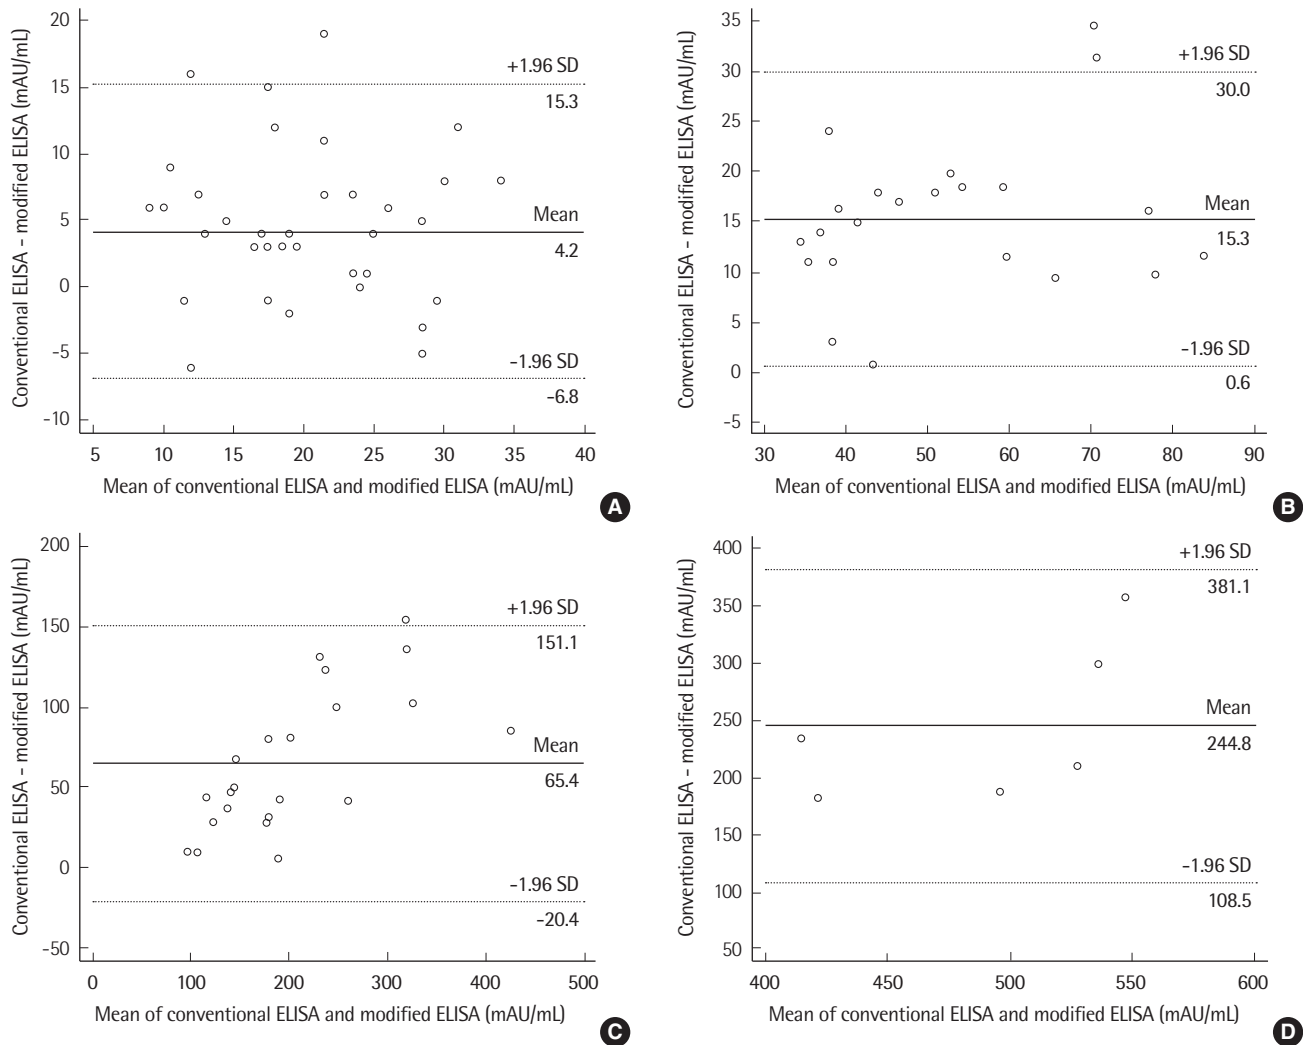 Conventional ELISA - modified ELISA (mAU/mL)
20
15
10
5
0
-5
-10
+1.96 SD
15.3
Mean
4.2
-1.96 SD
-6.8
5 10 15 20 25 30 35 40
Mean of conventional ELISA and modified ELISA (mAU/mL)
A
Conventional ELISA - modified ELISA (mAU/mL)
35
30
25
20
15
10
5
0
-5
+1.96 SD
30.0
Mean
15.3
-1.96 SD
0.6
30 40 50 60 70 80 90
Mean of conventional ELISA and modified ELISA (mAU/mL)
B
Conventional ELISA - modified ELISA (mAU/mL)
200
150
100
50
0
-50
+1.96 SD
151.1
Mean
65.4
-1.96 SD
-20.4
0 100 200 300 400 500
Mean of conventional ELISA and modified ELISA (mAU/mL)
C
Conventional ELISA - modified ELISA (mAU/mL)
400
350
300
250
200
150
100
50
+1.96 SD
381.1
Mean
244.8
-1.96 SD
108.5
400 450 500 550 600
Mean of conventional ELISA and modified ELISA (mAU/mL)
D